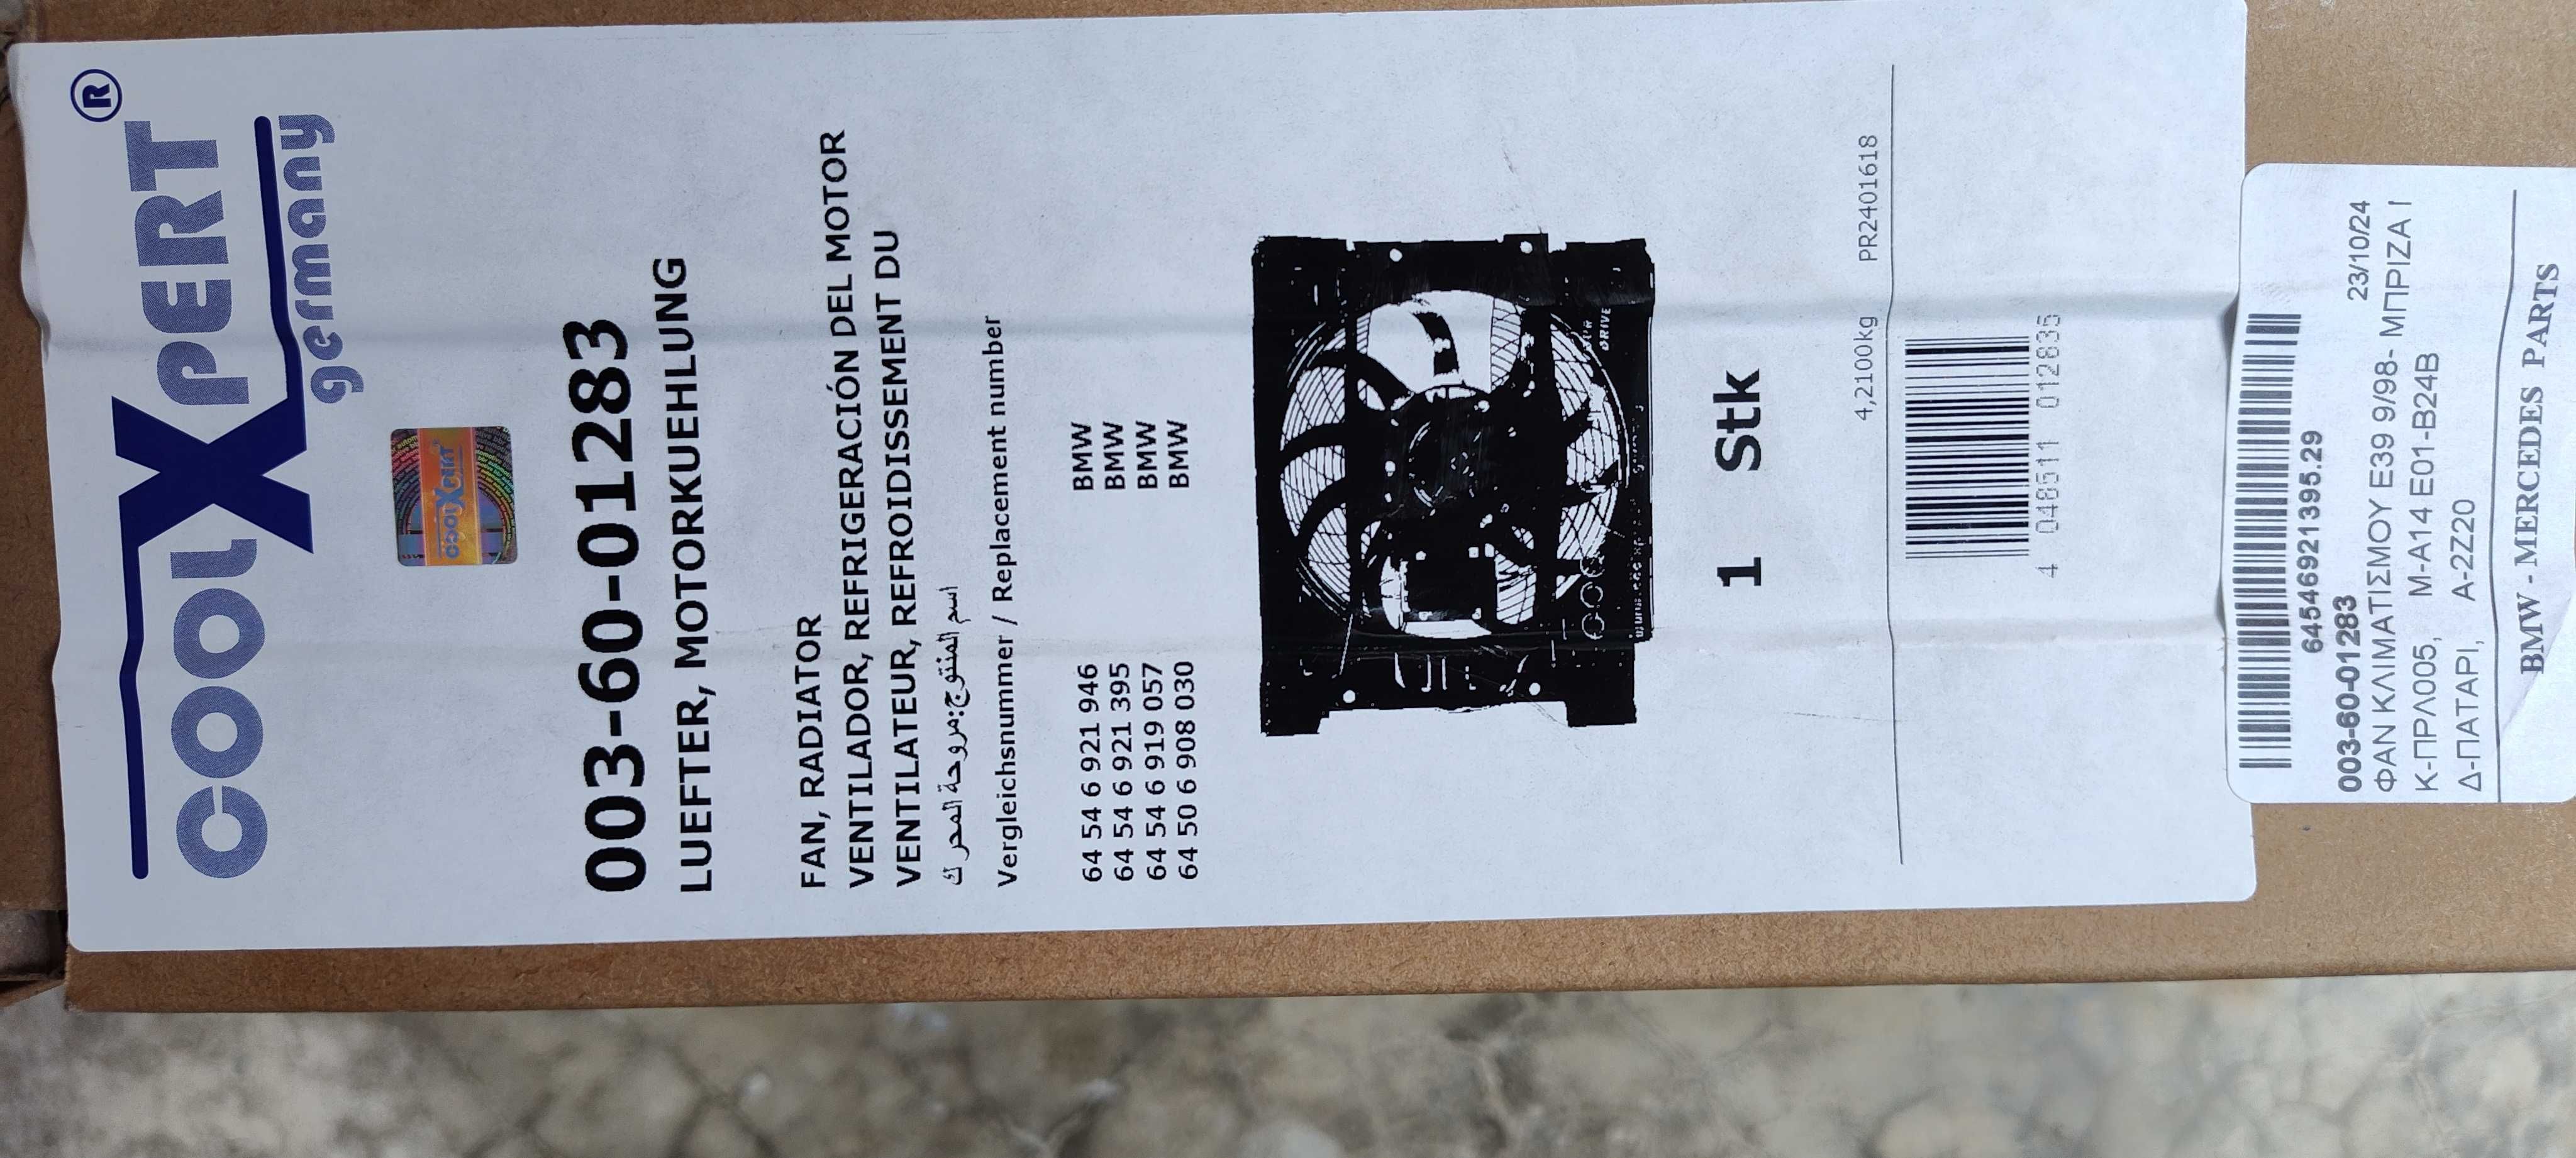 COOLXPERT®
germany
003-60-01283
LUEFTER, MOTORKUEHLUNG
FAN, RADIATOR
VENTILADOR, REFRIGERACIÓN DEL MOTOR
VENTILATEUR, REFROIDISSEMENT DU
اسم المنتوج:مروحة المحرك
Vergleichsnummer / Replacement number
64 54 6 921 946 BMW
64 54 6 921 395 BMW
64 54 6 919 057 BMW
64 50 6 908 030 BMW
1 Stk
4,2100kg PR2401618
4 048511 012835
64546921395.29
003-60-01283 23/10/24
ΦΑΝ ΚΛΙΜΑΤΙΣΜΟΥ Ε39 9/98- ΜΠΡΙΖΑ Ι
Κ-ΠΡΛ005, Μ-Α14 Ε01-Β24Β
Δ-ΠΑΤΑΡΙ, Α-2Ζ20
BMW - MERCEDES PARTS